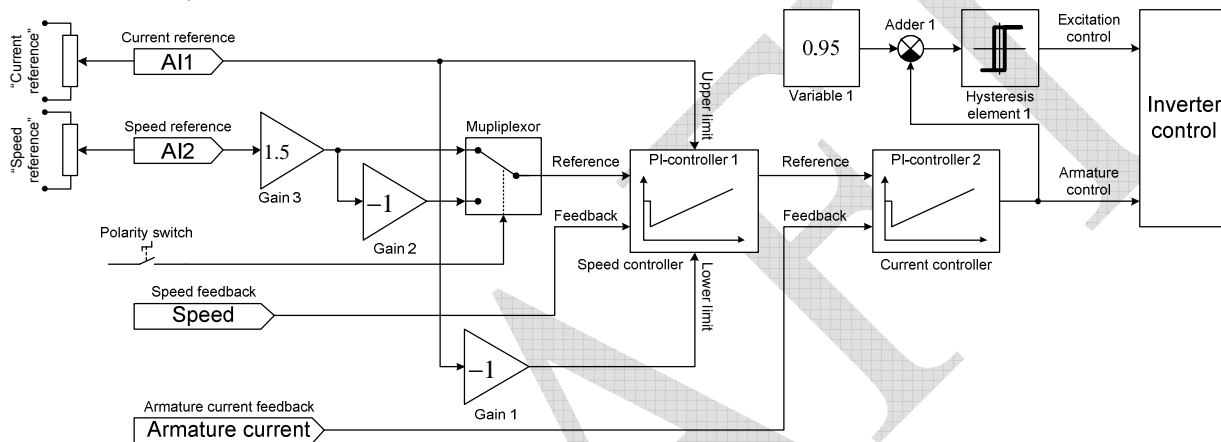 "Current
reference"
Current reference
AI1
"Speed
reference"
Speed reference
AI2
1.5
Gain 3
−1
Gain 2
Mupliplexor
Polarity switch
Speed feedback
Speed
Armature current feedback
Armature current
−1
Gain 1
Reference
Feedback
Upper limit
PI-controller 1
Speed controller
Lower limit
Reference
Feedback
PI-controller 2
Current controller
0.95
Variable 1
Adder 1
Hysteresis
element 1
Excitation
control
Armature
control
Inverter
control